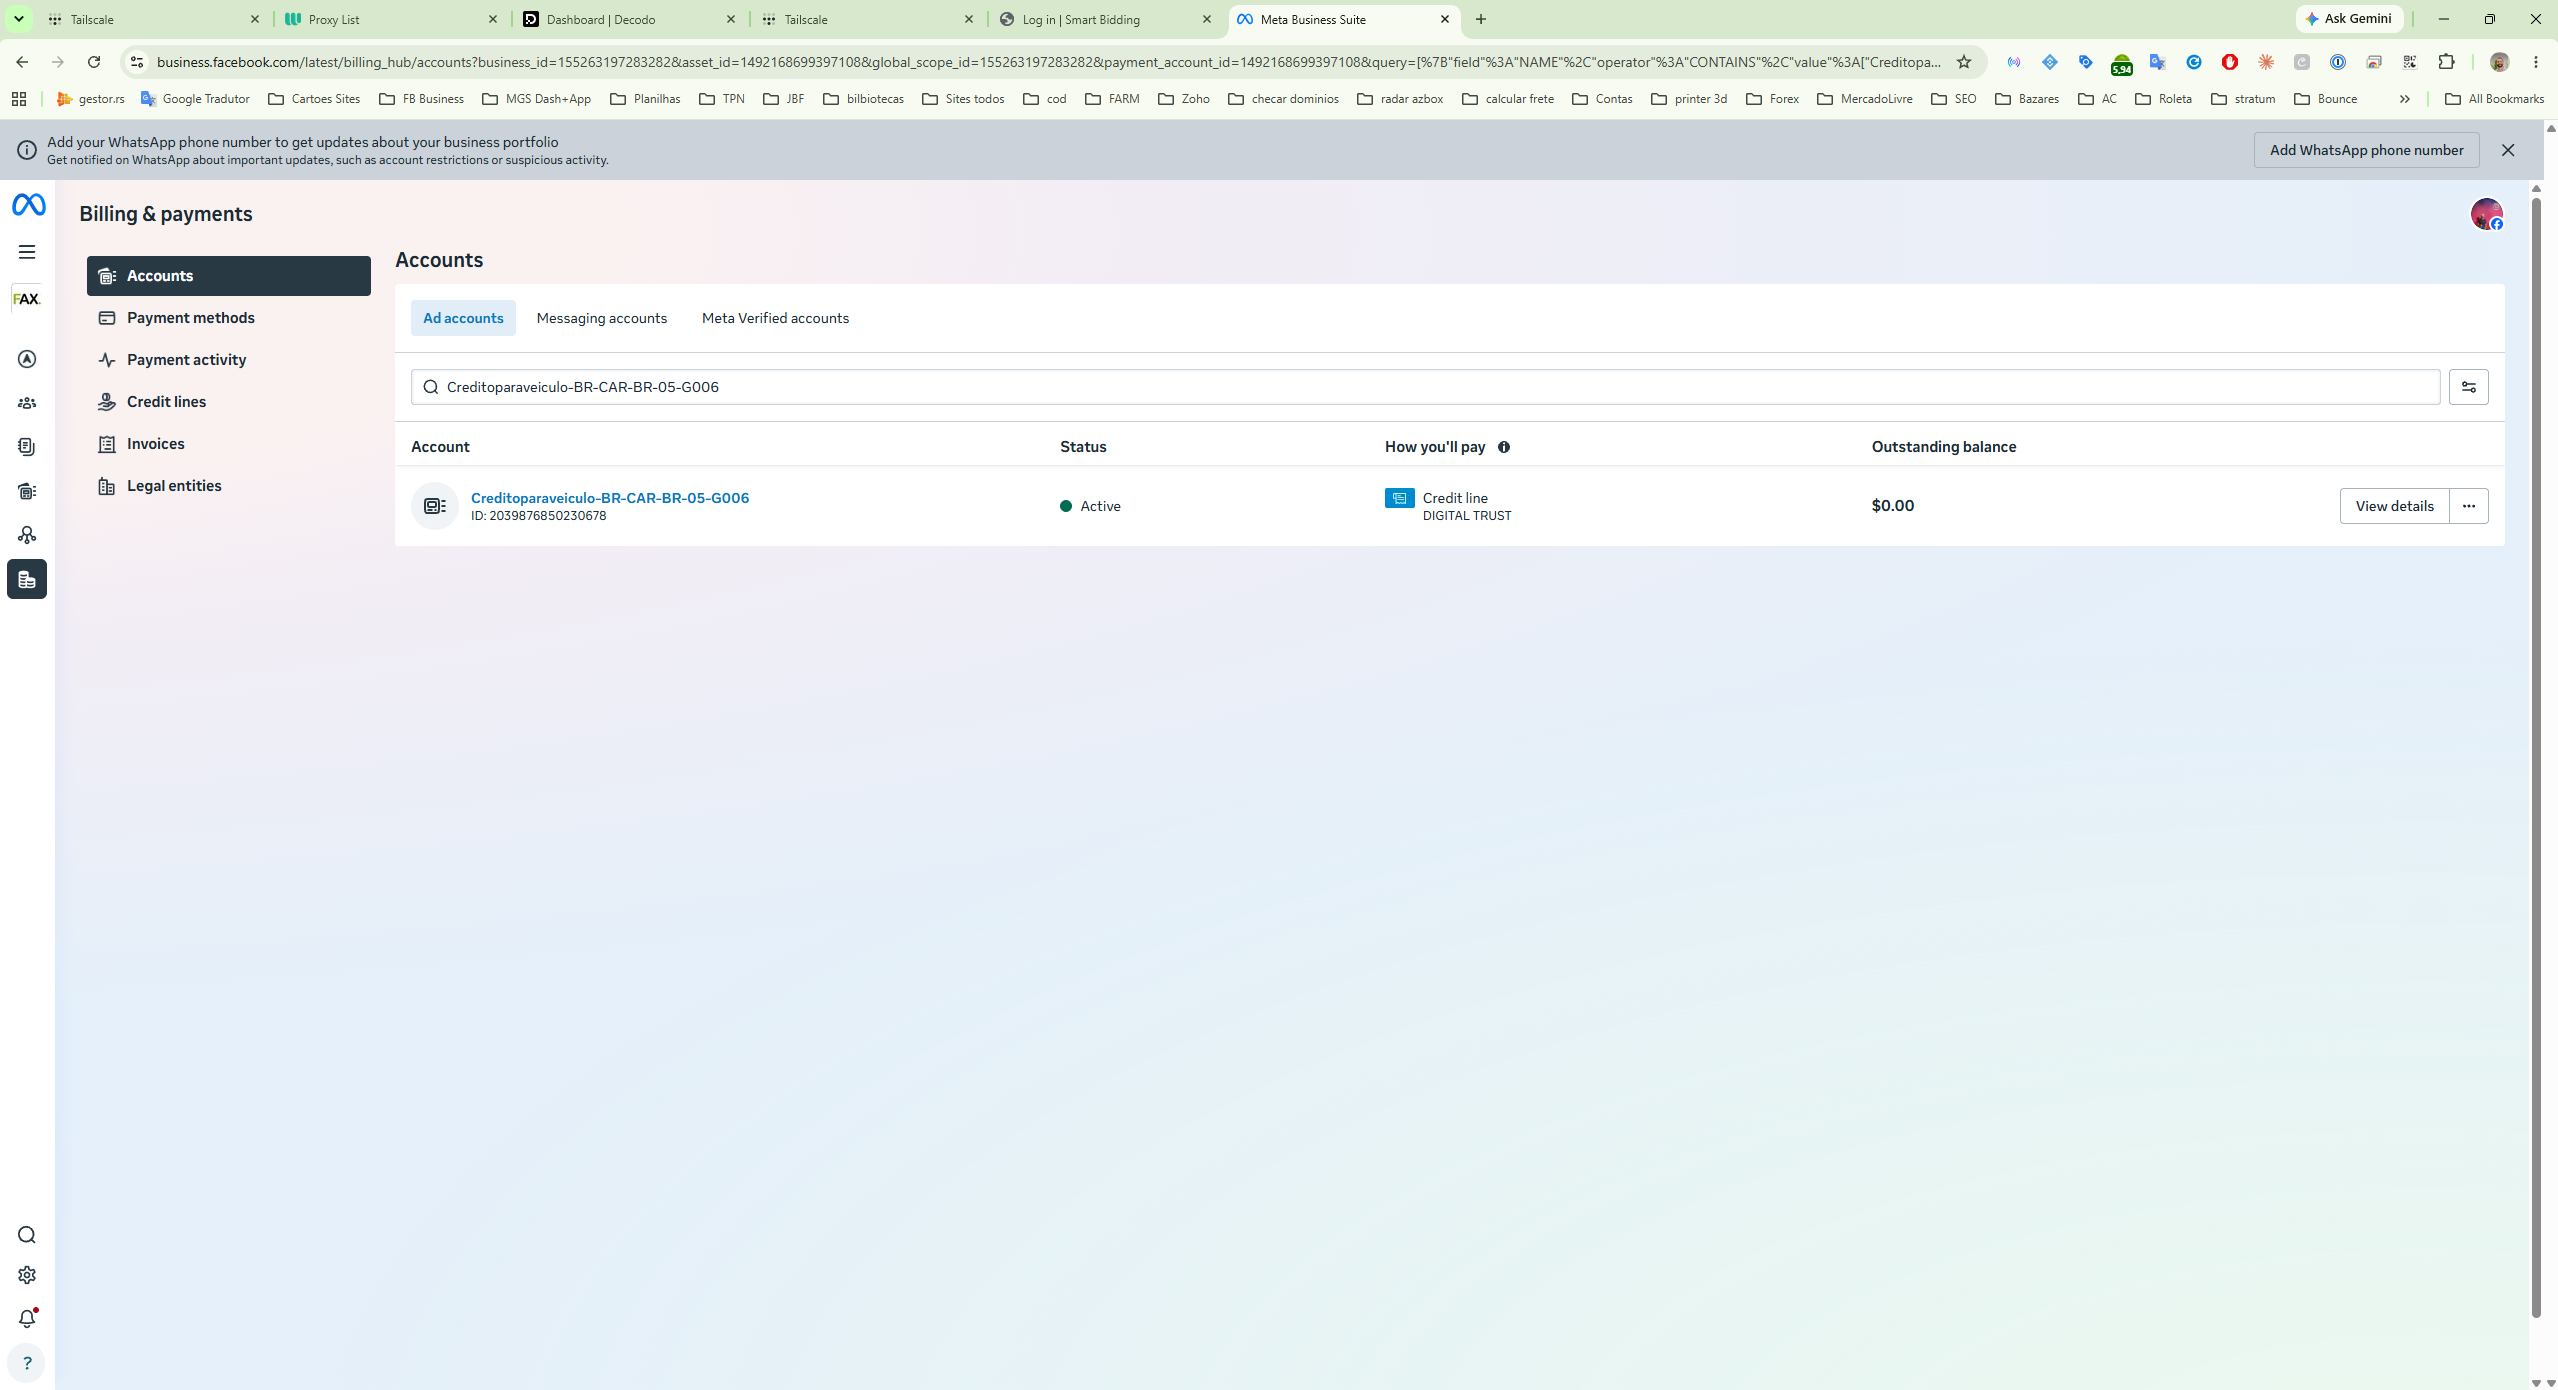 Tailscale
Proxy List
Dashboard | Decodo
Tailscale
Log in | Smart Bidding
Meta Business Suite
Ask Gemini
business.facebook.com/latest/billing_hub/accounts?business_id=155263197283282&asset_id=1492168699397108&global_scope_id=155263197283282&payment_account_id=1492168699397108&query=[%7B"field"%3A"NAME"%2C"operator"%3A"CONTAINS"%2C"value"%3A["Creditopa...
5,94
gestor.rs
Google Tradutor
Cartoes Sites
FB Business
MGS Dash+App
Planilhas
TPN
JBF
bilbiotecas
Sites todos
cod
FARM
Zoho
checar dominios
radar azbox
calcular frete
Contas
printer 3d
Forex
MercadoLivre
SEO
Bazares
AC
Roleta
stratum
Bounce
All Bookmarks
Add your WhatsApp phone number to get updates about your business portfolio
Get notified on WhatsApp about important updates, such as account restrictions or suspicious activity.
Add WhatsApp phone number
Billing & payments
FAX.
Accounts
Payment methods
Payment activity
Credit lines
Invoices
Legal entities
Accounts
Ad accounts
Messaging accounts
Meta Verified accounts
Creditoparaveiculo-BR-CAR-BR-05-G006
Account
Status
How you'll pay
Outstanding balance
Creditoparaveiculo-BR-CAR-BR-05-G006
ID: 2039876850230678
Active
Credit line
DIGITAL TRUST
$0.00
View details
?